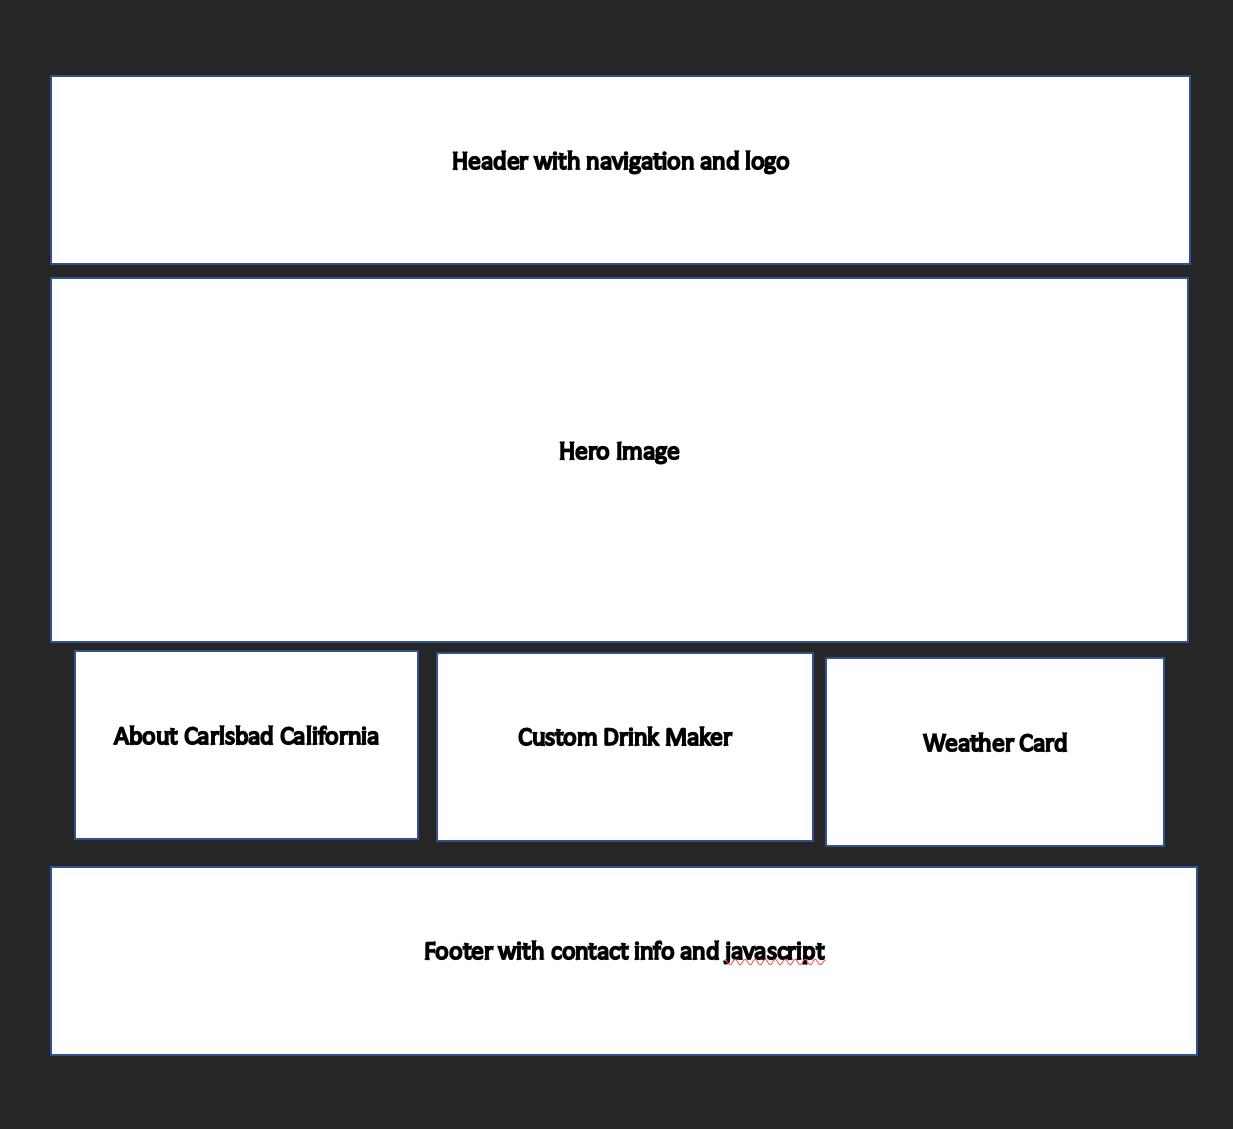 Header with navigation and logo
Hero Image
About Carlsbad California
Custom Drink Maker
Weather Card
Footer with contact info and javascript